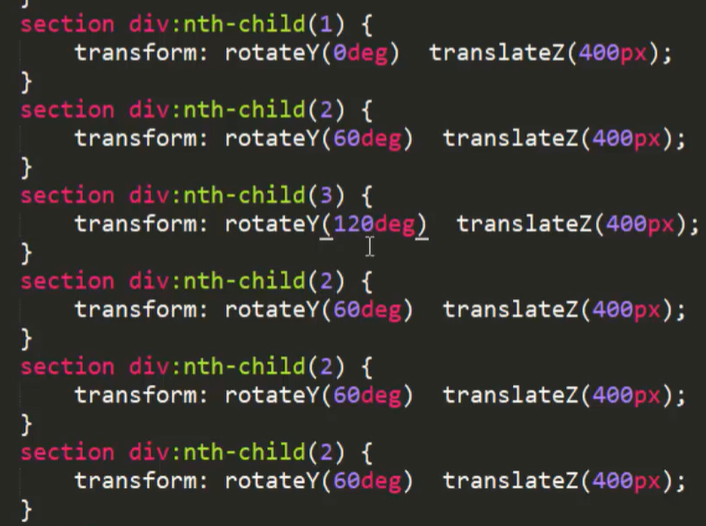 }
section div:nth-child(1) {
    transform: rotateY(0deg)  translateZ(400px);
}
section div:nth-child(2) {
    transform: rotateY(60deg)  translateZ(400px);
}
section div:nth-child(3) {
    transform: rotateY(120deg)  translateZ(400px);
}
section div:nth-child(2) {
    transform: rotateY(60deg)  translateZ(400px);
}
section div:nth-child(2) {
    transform: rotateY(60deg)  translateZ(400px);
}
section div:nth-child(2) {
    transform: rotateY(60deg)  translateZ(400px);
}